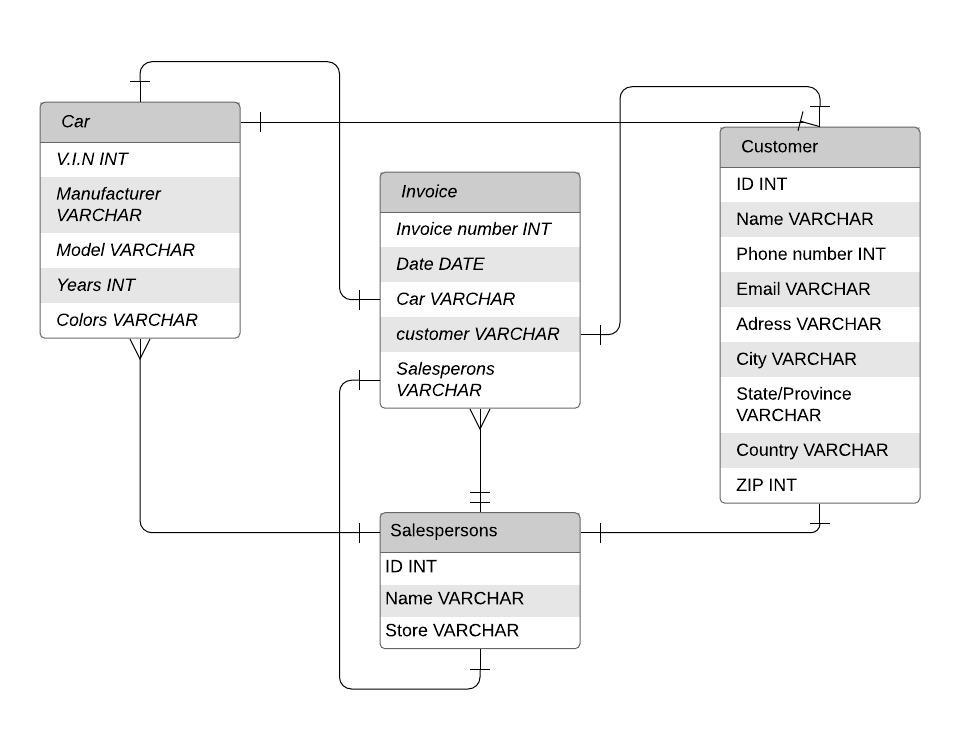 Car
V.I.N INT
Manufacturer
VARCHAR
Model VARCHAR
Years INT
Colors VARCHAR
Invoice
Invoice number INT
Date DATE
Car VARCHAR
customer VARCHAR
Salesperons
VARCHAR
Customer
ID INT
Name VARCHAR
Phone number INT
Email VARCHAR
Adress VARCHAR
City VARCHAR
State/Province
VARCHAR
Country VARCHAR
ZIP INT
Salespersons
ID INT
Name VARCHAR
Store VARCHAR